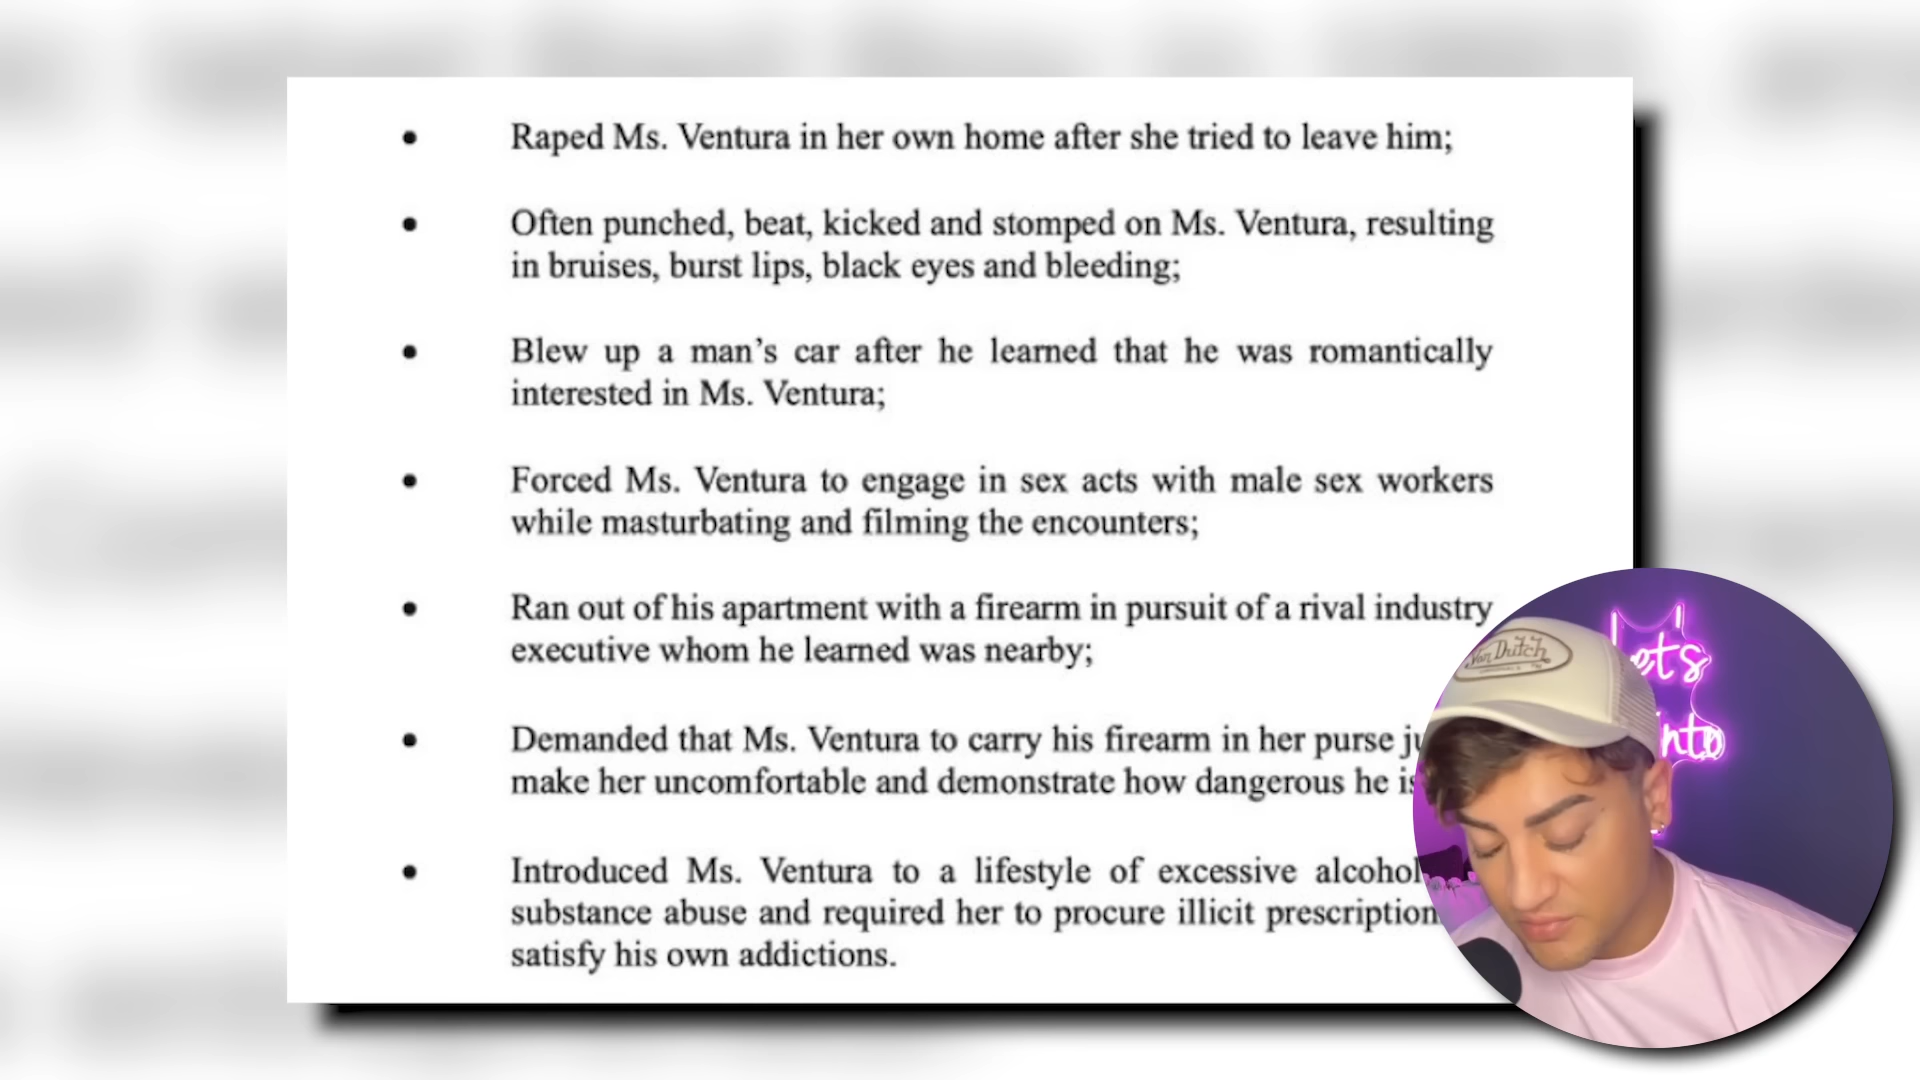 • Raped Ms. Ventura in her own home after she tried to leave him;
• Often punched, beat, kicked and stomped on Ms. Ventura, resulting
in bruises, burst lips, black eyes and bleeding;
• Blew up a man’s car after he learned that he was romantically
interested in Ms. Ventura;
• Forced Ms. Ventura to engage in sex acts with male sex workers
while masturbating and filming the encounters;
• Ran out of his apartment with a firearm in pursuit of a rival industry
executive whom he learned was nearby;
• Demanded that Ms. Ventura to carry his firearm in her purse
make her uncomfortable and demonstrate how dangerous he
• Introduced Ms. Ventura to a lifestyle of excessive alcohol
substance abuse and required her to procure illicit prescription
satisfy his own addictions.
Von Dutch